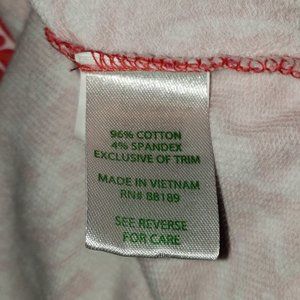 96% COTTON
4% SPANDEX
EXCLUSIVE OF TRIM
MADE IN VIETNAM
RN# 88189
SEE REVERSE
FOR CARE